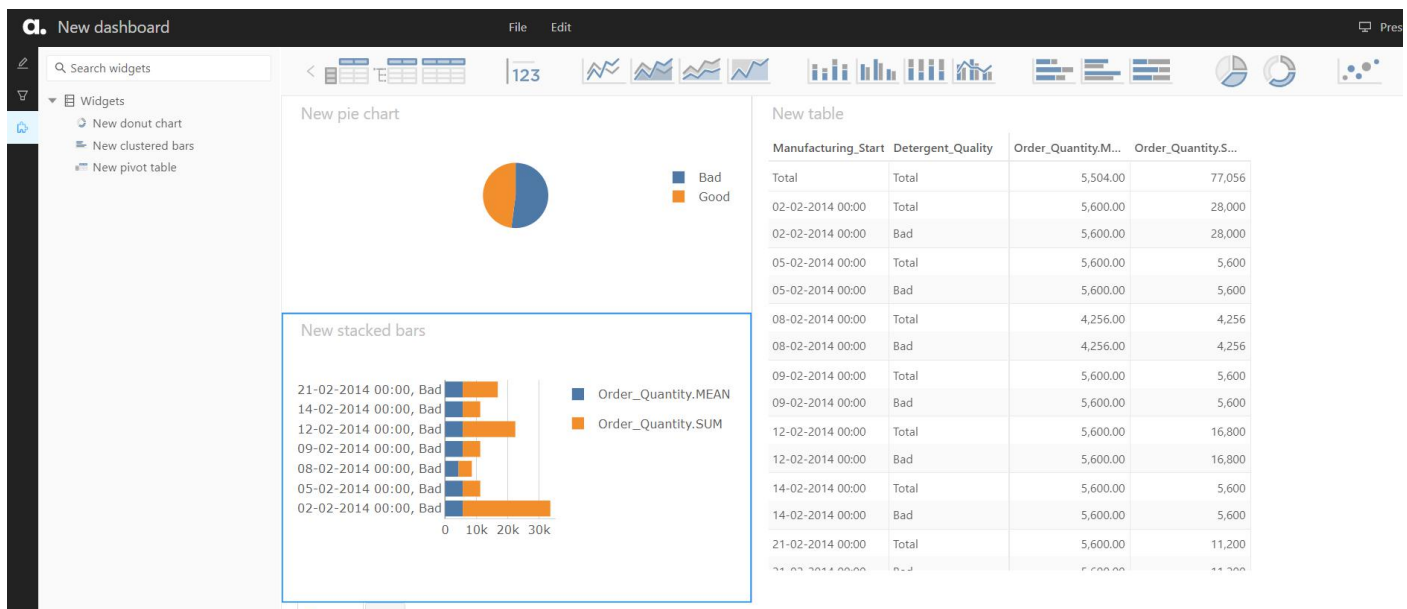 a. New dashboard
File Edit
Pres
Search widgets
Widgets
New donut chart
New clustered bars
New pivot table
123
New pie chart
Bad
Good
New stacked bars
21-02-2014 00:00, Bad
14-02-2014 00:00, Bad
12-02-2014 00:00, Bad
09-02-2014 00:00, Bad
08-02-2014 00:00, Bad
05-02-2014 00:00, Bad
02-02-2014 00:00, Bad
0 10k 20k 30k
Order_Quantity.MEAN
Order_Quantity.SUM
New table
Manufacturing_Start Detergent_Quality Order_Quantity.M... Order_Quantity.S...
Total Total 5,504.00 77,056
02-02-2014 00:00 Total 5,600.00 28,000
02-02-2014 00:00 Bad 5,600.00 28,000
05-02-2014 00:00 Total 5,600.00 5,600
05-02-2014 00:00 Bad 5,600.00 5,600
08-02-2014 00:00 Total 4,256.00 4,256
08-02-2014 00:00 Bad 4,256.00 4,256
09-02-2014 00:00 Total 5,600.00 5,600
09-02-2014 00:00 Bad 5,600.00 5,600
12-02-2014 00:00 Total 5,600.00 16,800
12-02-2014 00:00 Bad 5,600.00 16,800
14-02-2014 00:00 Total 5,600.00 5,600
14-02-2014 00:00 Bad 5,600.00 5,600
21-02-2014 00:00 Total 5,600.00 11,200